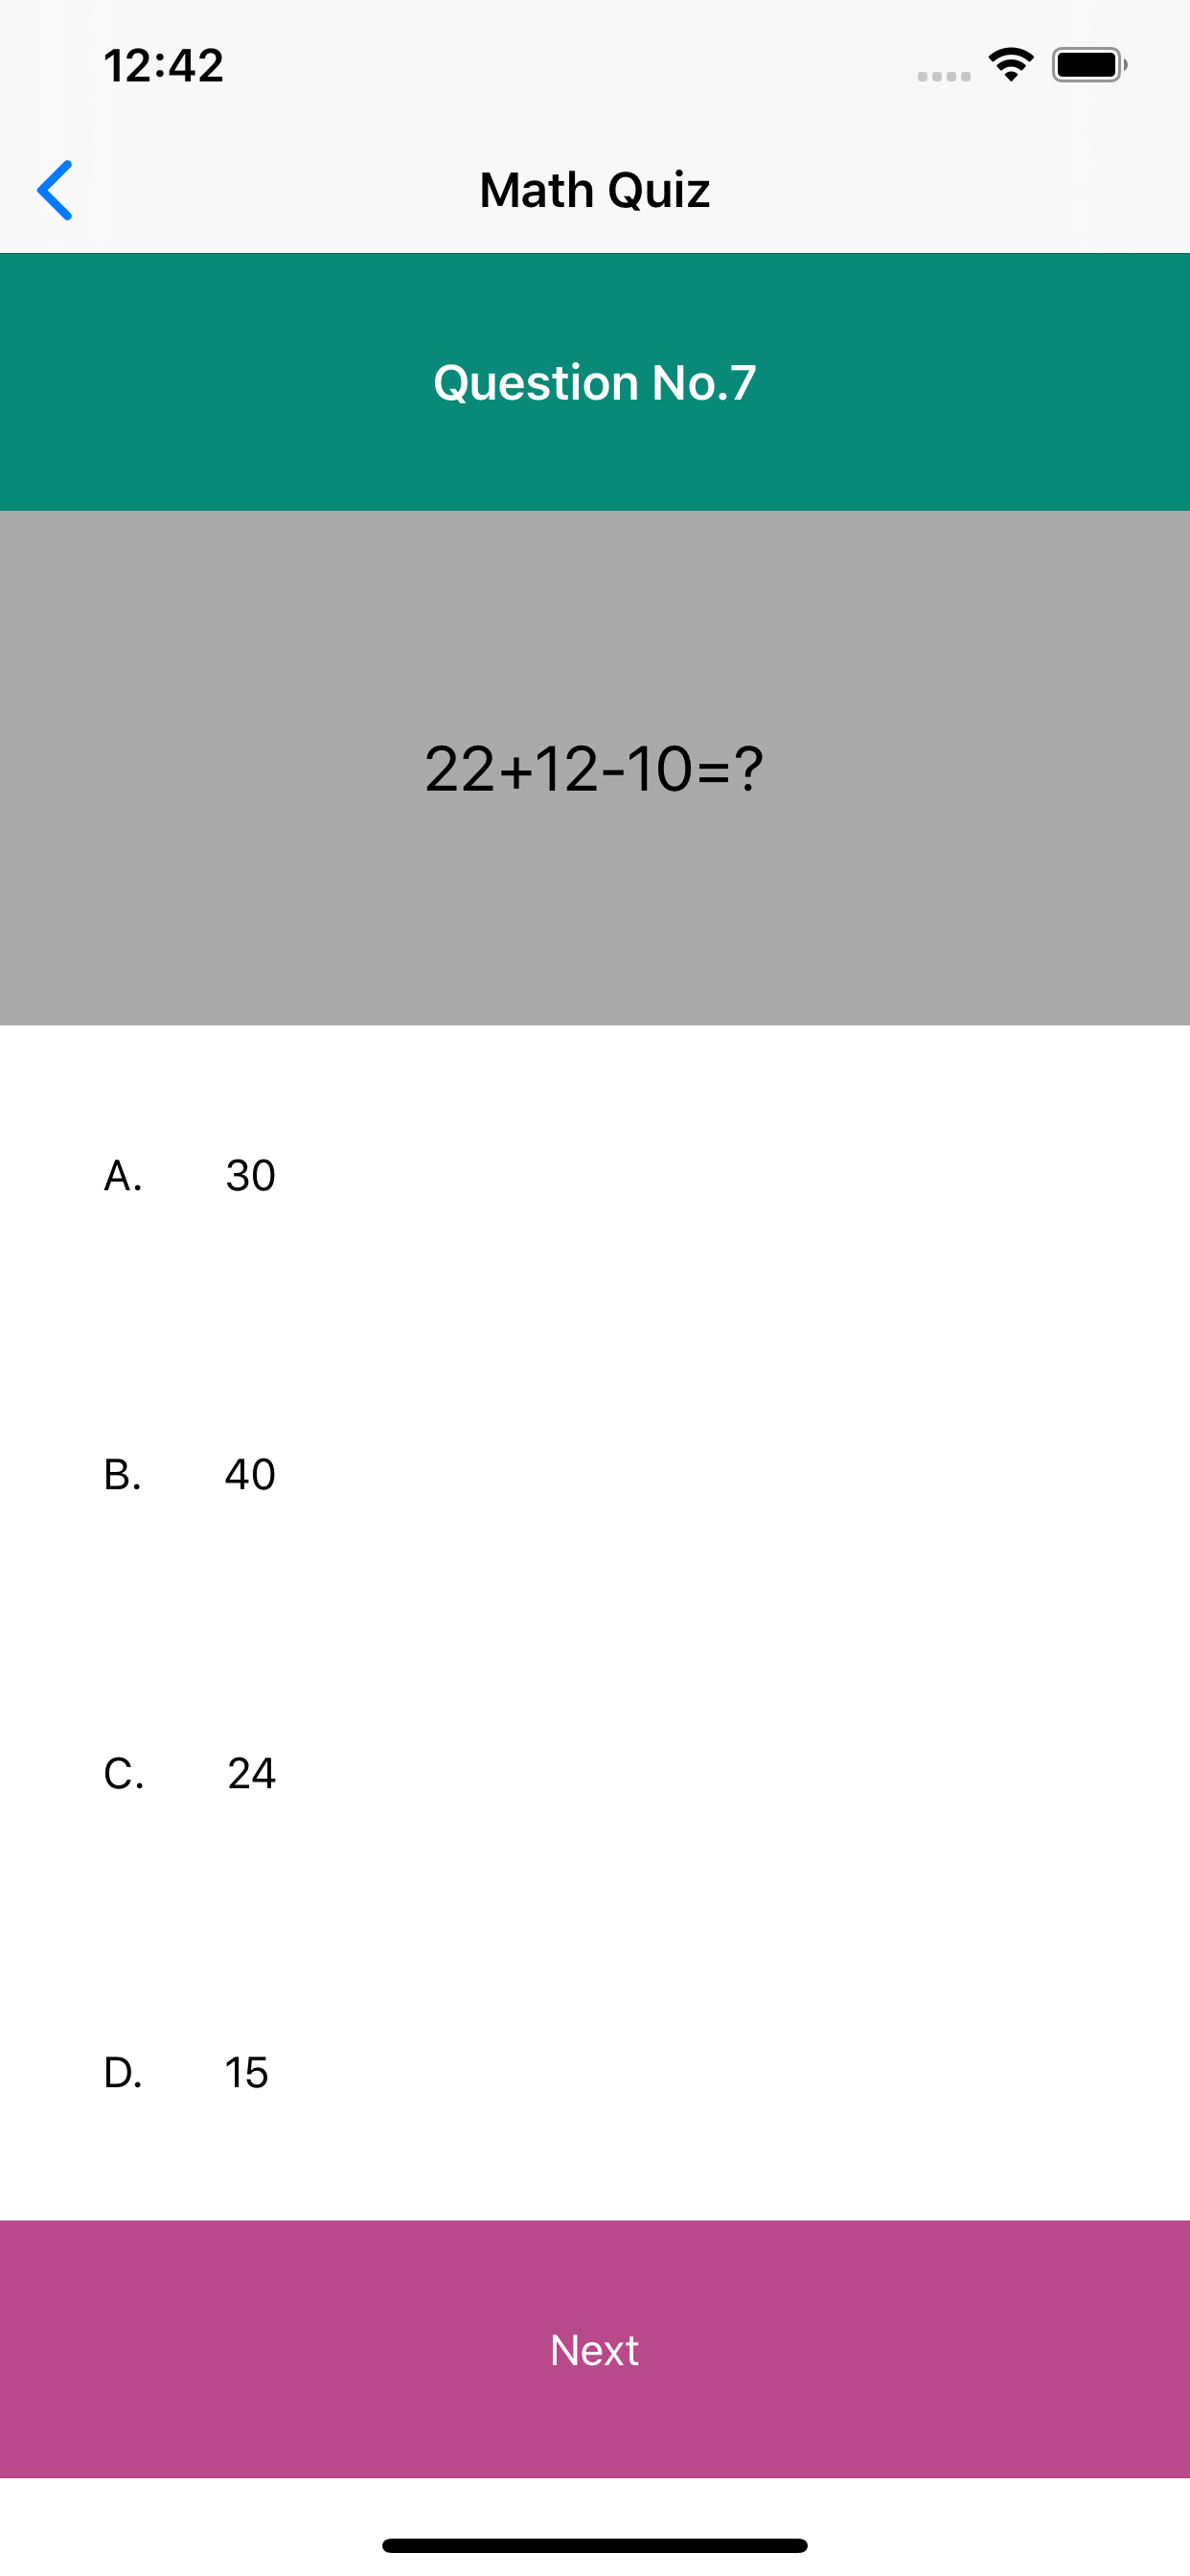 12:42
Math Quiz
Question No.7
22+12-10=?
A. 30
B. 40
C. 24
D. 15
Next